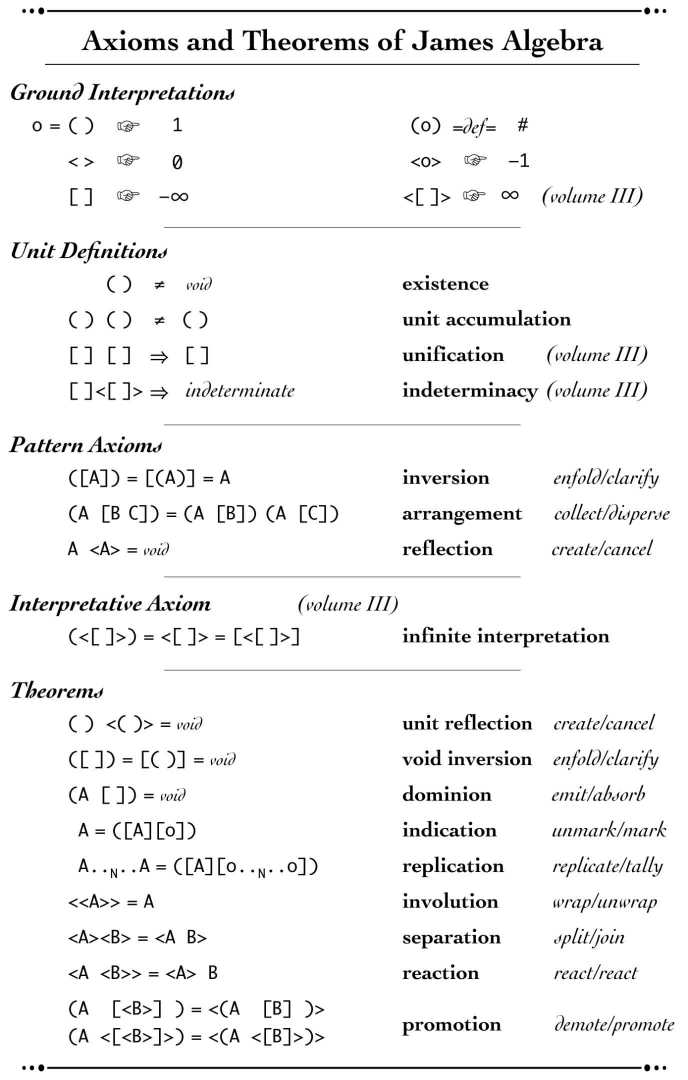 Axioms and Theorems of James Algebra
Ground Interpretations
o = ( ) ☞ 1 (o) =def= #
< > ☞ 0 <o> ☞ –1
[ ] ☞ –∞ <[ ]> ☞ ∞ (volume III)
Unit Definitions
( ) ≠ void existence
( ) ( ) ≠ ( ) unit accumulation
[ ] [ ] ⇒ [ ] unification (volume III)
[ ]<[ ]> ⇒ indeterminate indeterminacy (volume III)
Pattern Axioms
([A]) = [(A)] = A inversion enfold/clarify
(A [B C]) = (A [B]) (A [C]) arrangement collect/disperse
A <A> = void reflection create/cancel
Interpretative Axiom (volume III)
(<[ ]>) = <[ ]> = [<[ ]>] infinite interpretation
Theorems
( ) <( )> = void unit reflection create/cancel
([ ]) = [( )] = void void inversion enfold/clarify
(A [ ]) = void dominion emit/absorb
A = ([A][o]) indication unmark/mark
A..N..A = ([A][o..N..o]) replication replicate/tally
<<A>> = A involution wrap/unwrap
<A><B> = <A B> separation split/join
<A <B>> = <A> B reaction react/react
(A [<B>] ) = <(A [B] )>
(A <[<B>]>) = <(A <[B]>)> promotion demote/promote